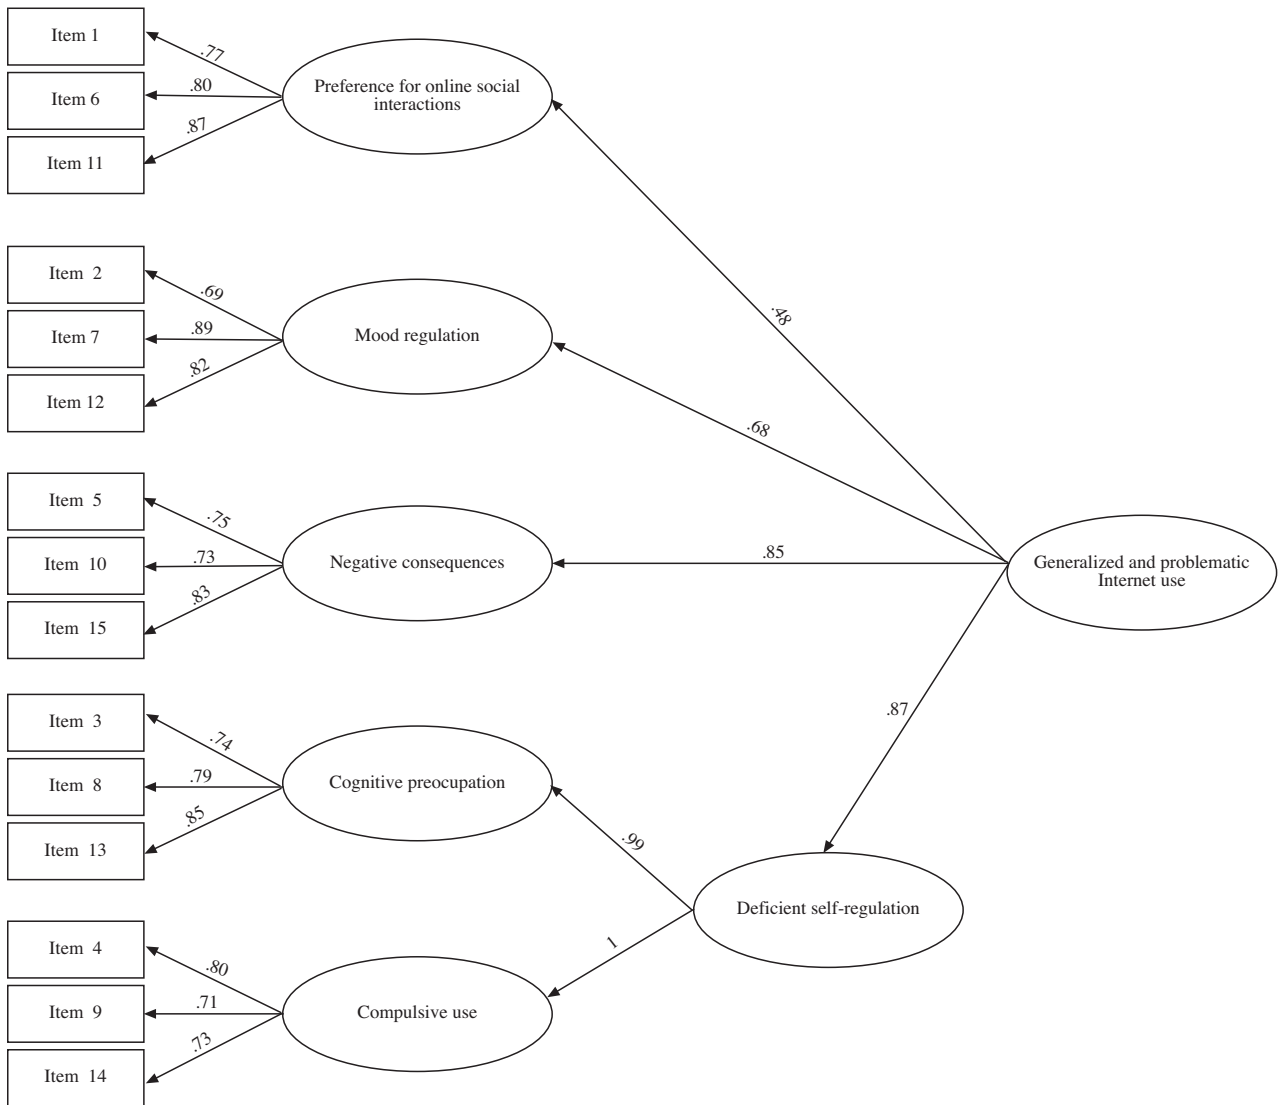 Item 1
.77
Item 6
.80
Item 11
.87
Preference for online social
interactions
Item 2
.69
Item 7
.89
Item 12
.82
Mood regulation
Item 5
.75
Item 10
.73
Item 15
.83
Negative consequences
Item 3
.74
Item 8
.79
Item 13
.85
Cognitive preocupation
Item 4
.80
Item 9
.71
Item 14
.73
Compulsive use
.48
.68
.85
.87
Generalized and problematic
Internet use
.99
1
Deficient self-regulation